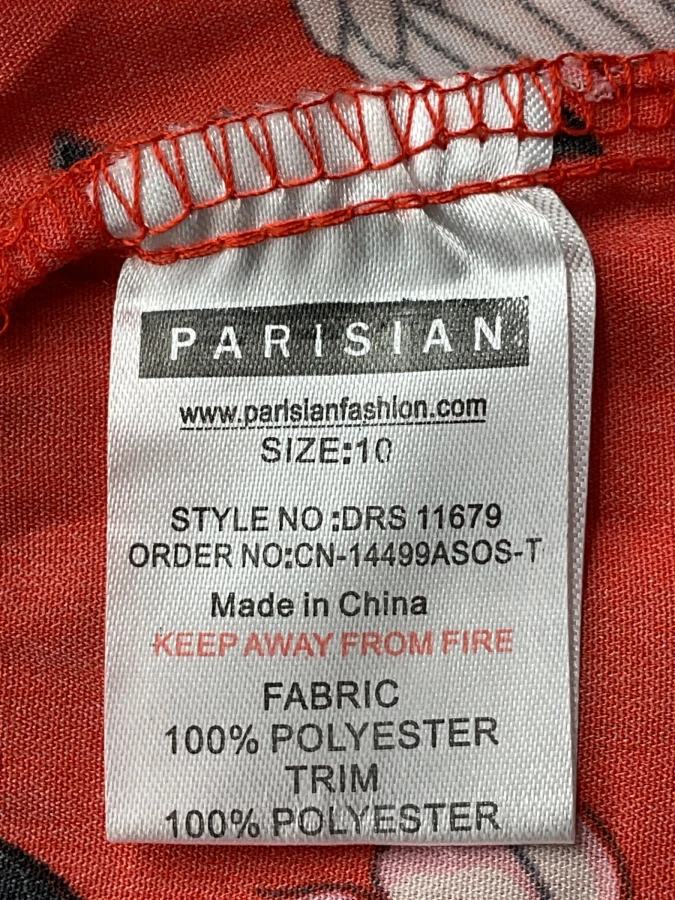 PARISIAN
www.parisianfashion.com
SIZE:10
STYLE NO:DRS 11679
ORDER NO:CN-14499ASOS-T
Made in China
KEEP AWAY FROM FIRE
FABRIC
100% POLYESTER
TRIM
100% POLYESTER